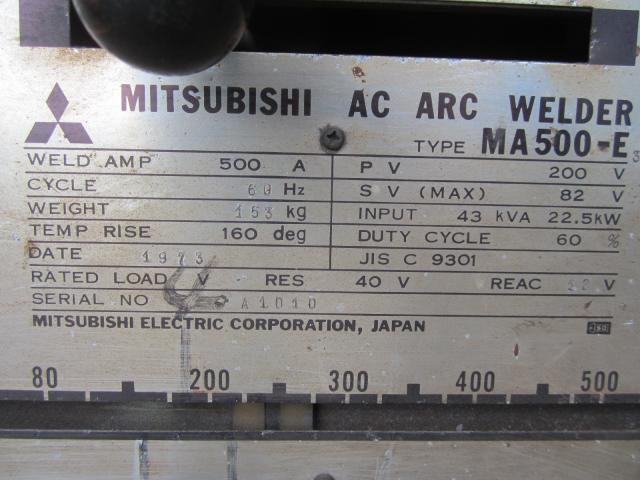 MITSUBISHI AC ARC WELDER
TYPE MA500-E
WELD AMP 500 A P V 200 V
CYCLE 60 Hz S V (MAX) 82 V
WEIGHT 153 kg INPUT 43 kVA 22.5kW
TEMP RISE 160 deg DUTY CYCLE 60 %
DATE 1973 JIS C 9301
RATED LOAD V RES 40 V REAC V
SERIAL NO A1010
MITSUBISHI ELECTRIC CORPORATION, JAPAN
80 200 300 400 500